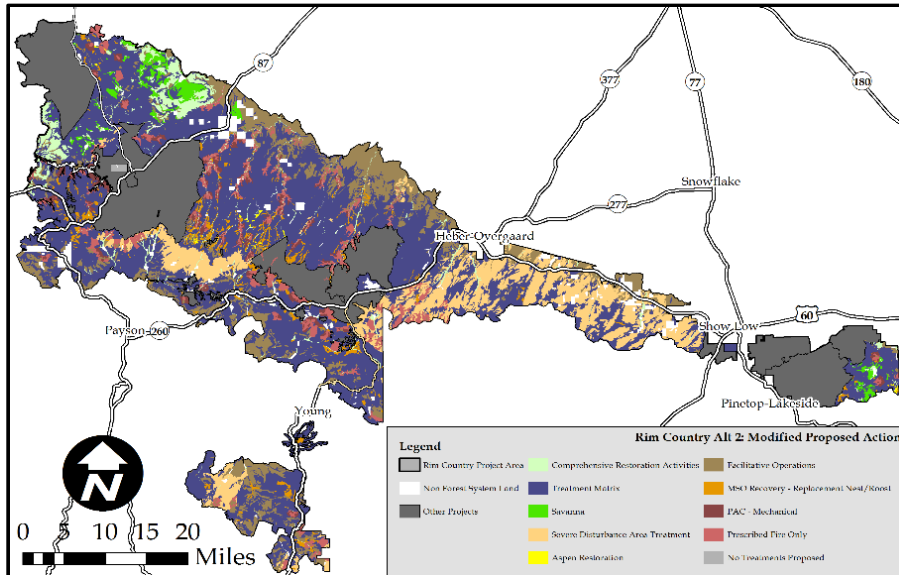 87
377
77
180
Snowflake
277
Heber-Overgaard
60
Payson
260
Show Low
Pinetop-Lakeside
Young
N
0 5 10 15 20
Miles
Rim Country Alt 2: Modified Proposed Action
Legend
Rim Country Project Area
Non Forest System Land
Other Projects
Comprehensive Restoration Activities
Treatment Matrix
Savanna
Severe Disturbance Area Treatment
Aspen Restoration
Facilitative Operations
MSO Recovery - Replacement Nest/Roost
PAC - Mechanical
Prescribed Fire Only
No Treatments Proposed